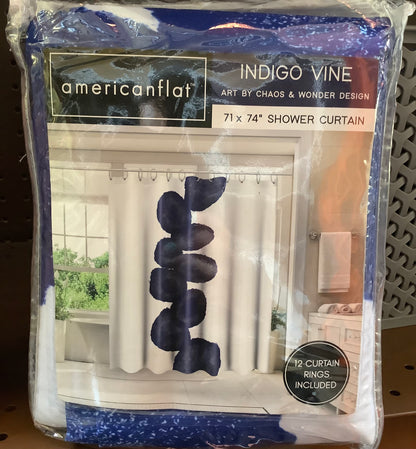 americanflat
INDIGO VINE
ART BY CHAOS & WONDER DESIGN
71 x 74" SHOWER CURTAIN
12 CURTAIN
RINGS
INCLUDED